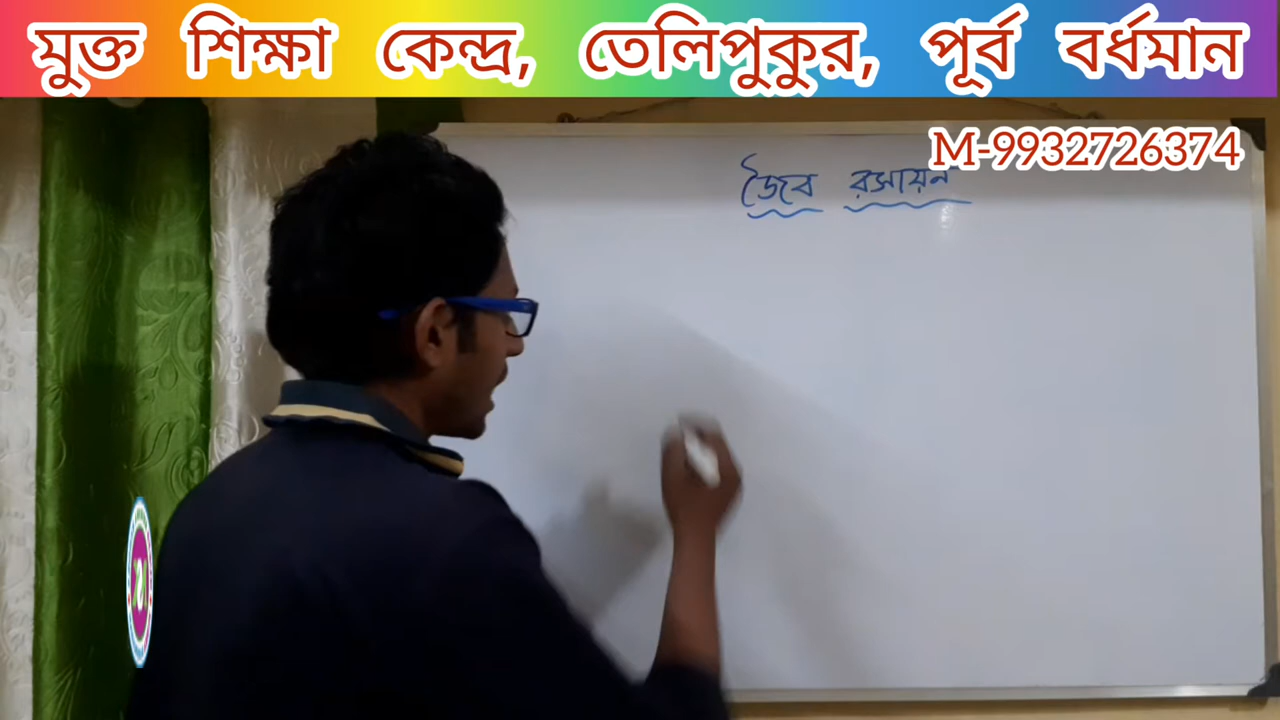 মুক্ত শিক্ষা কেন্দ্র, তেলিপুকুর, পূর্ব বর্ধমান
M-9932726374
জৈব রসায়ন